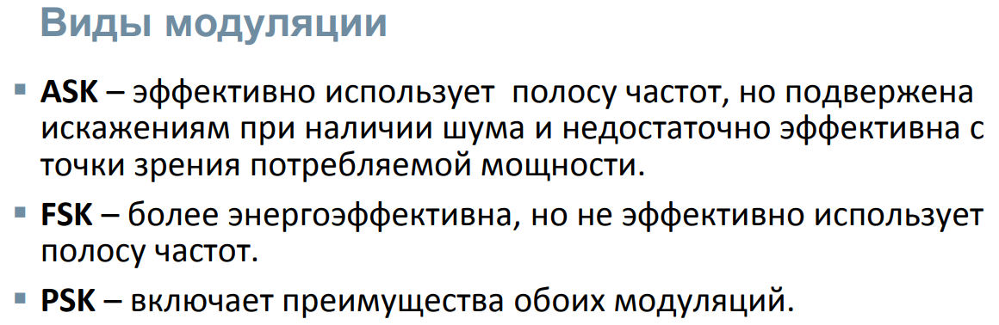 Виды модуляции
▪ ASK – эффективно использует полосу частот, но подвержена
искажениям при наличии шума и недостаточно эффективна с
точки зрения потребляемой мощности.
▪ FSK – более энергоэффективна, но не эффективно использует
полосу частот.
▪ PSK – включает преимущества обоих модуляций.